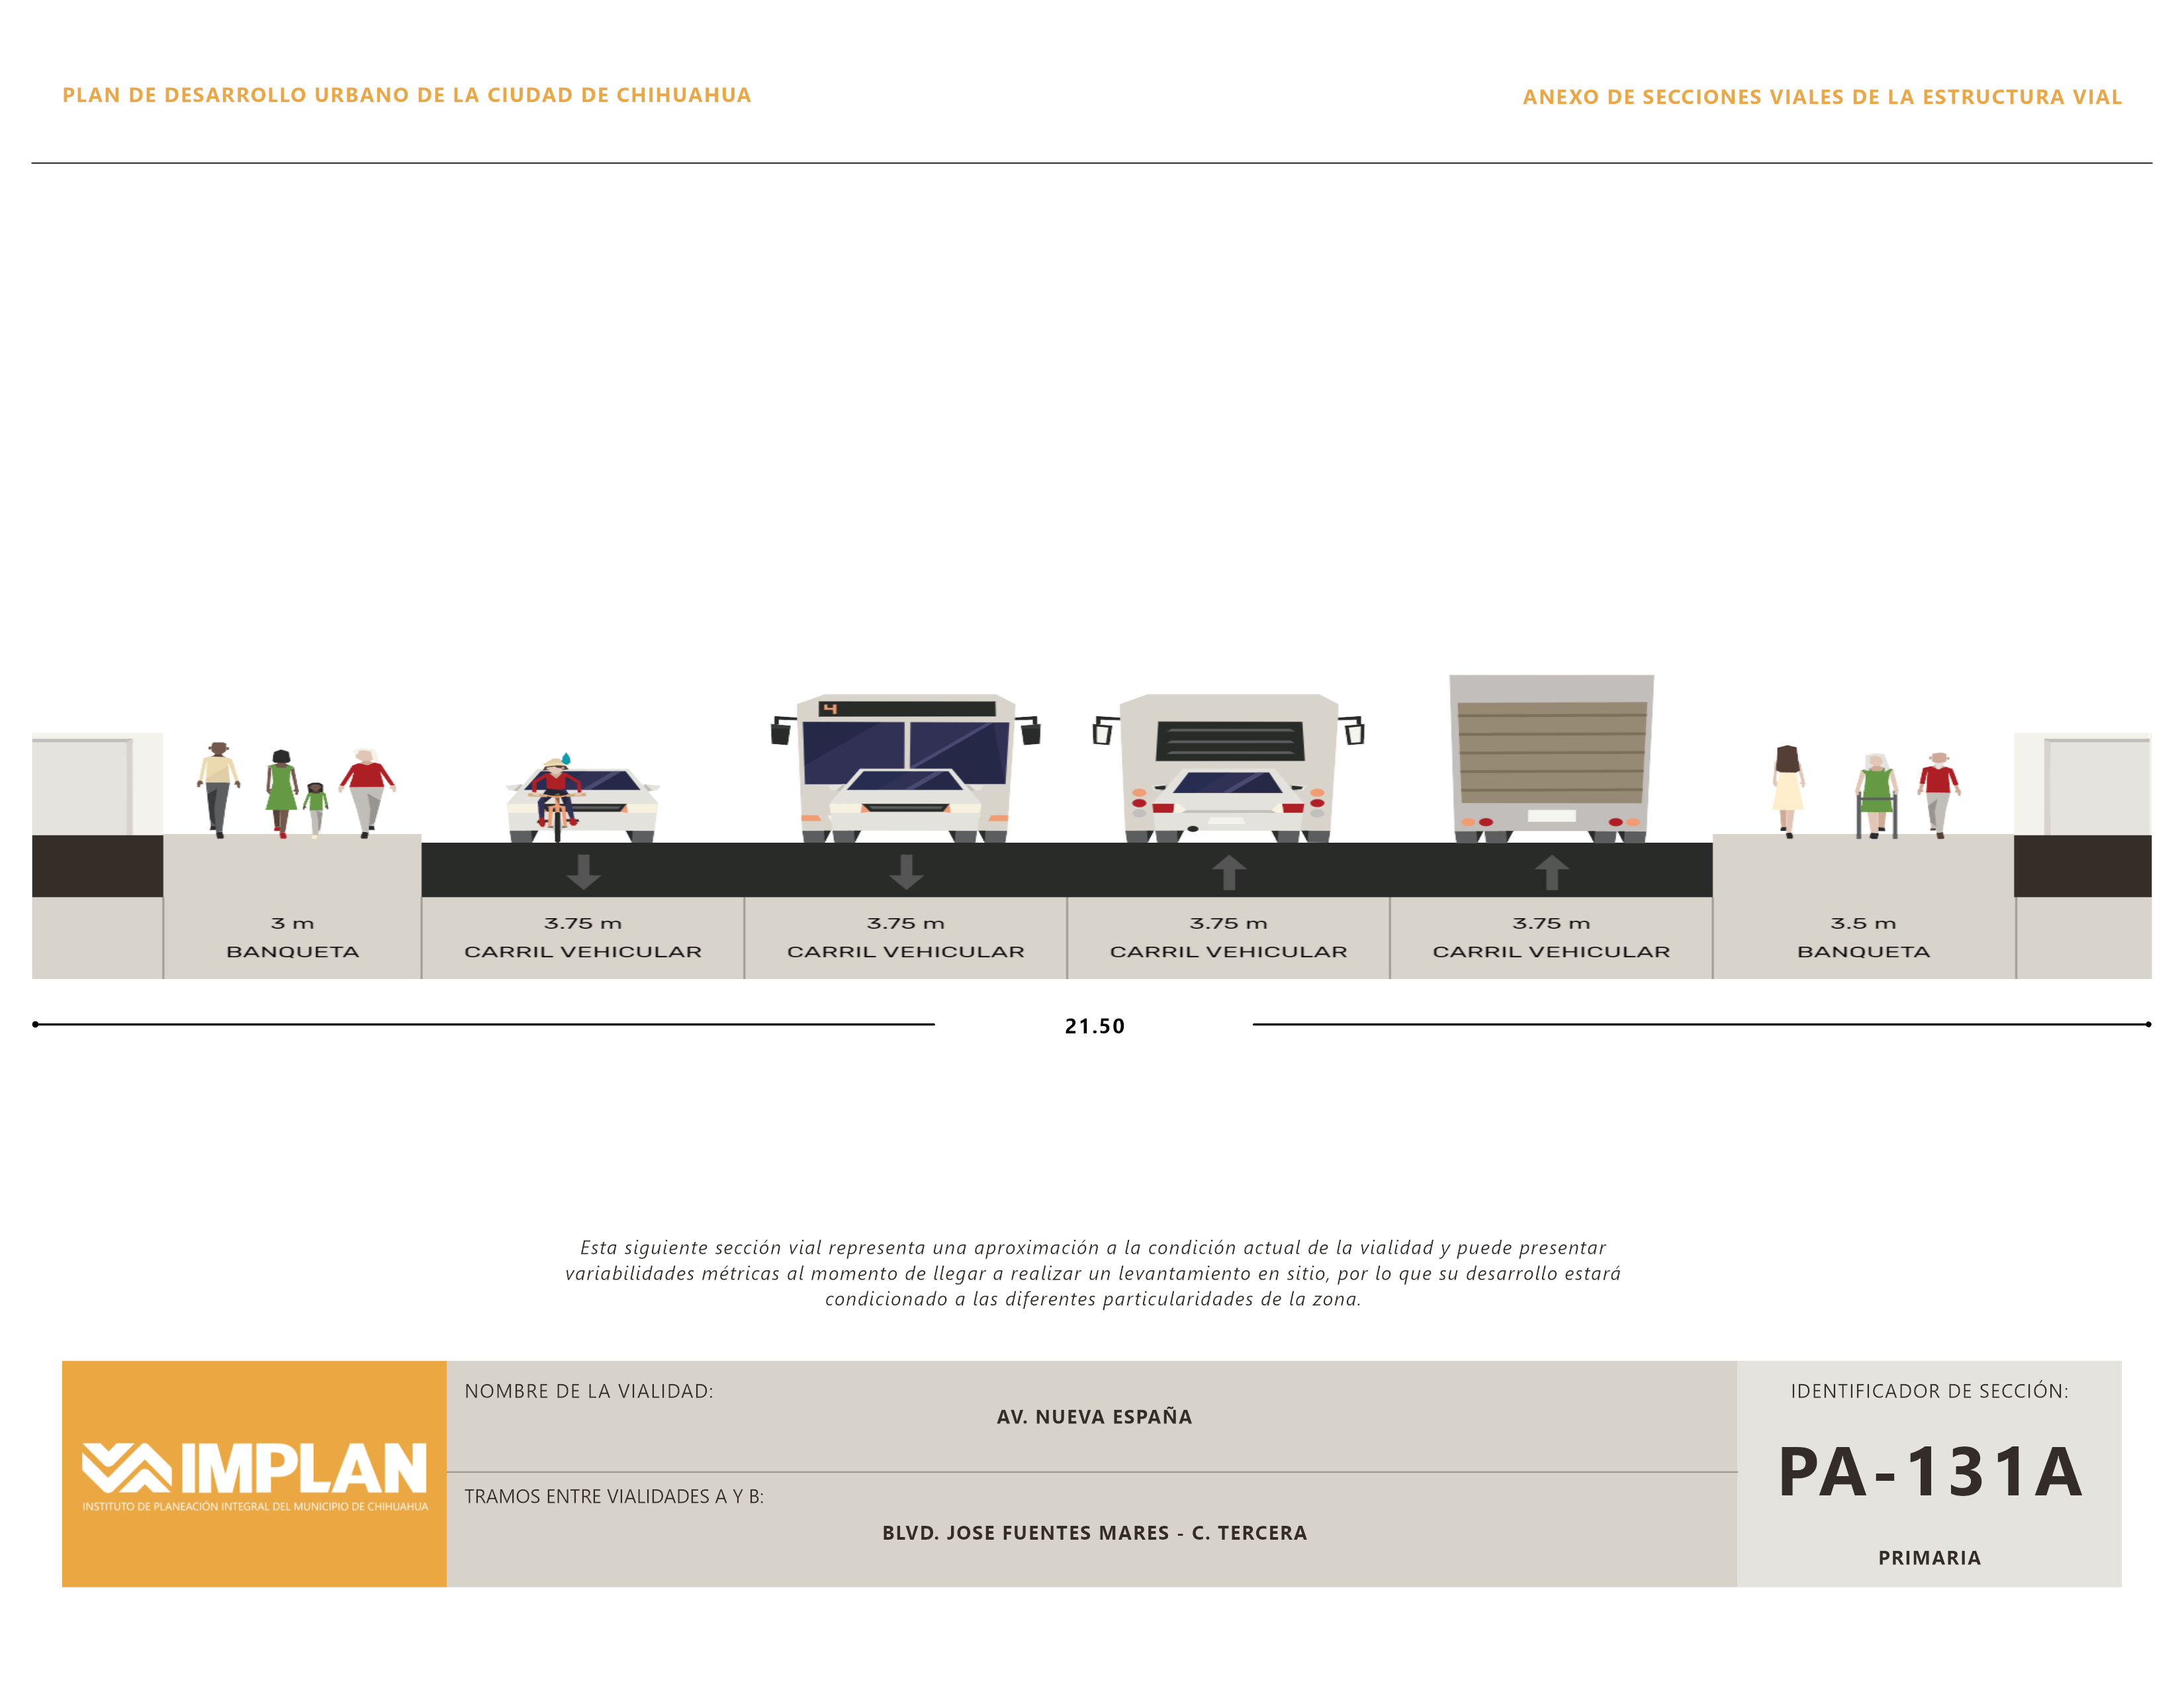 PLAN DE DESARROLLO URBANO DE LA CIUDAD DE CHIHUAHUA
ANEXO DE SECCIONES VIALES DE LA ESTRUCTURA VIAL
4
3 m
BANQUETA
3.75 m
CARRIL VEHICULAR
3.75 m
CARRIL VEHICULAR
3.75 m
CARRIL VEHICULAR
3.75 m
CARRIL VEHICULAR
3.5 m
BANQUETA
21.50
Esta siguiente sección vial representa una aproximación a la condición actual de la vialidad y puede presentar
variabilidades métricas al momento de llegar a realizar un levantamiento en sitio, por lo que su desarrollo estará
condicionado a las diferentes particularidades de la zona.
IMPLAN
INSTITUTO DE PLANEACIÓN INTEGRAL DEL MUNICIPIO DE CHIHUAHUA
NOMBRE DE LA VIALIDAD:
AV. NUEVA ESPAÑA
TRAMOS ENTRE VIALIDADES A Y B:
BLVD. JOSE FUENTES MARES - C. TERCERA
IDENTIFICADOR DE SECCIÓN:
PA-131A
PRIMARIA